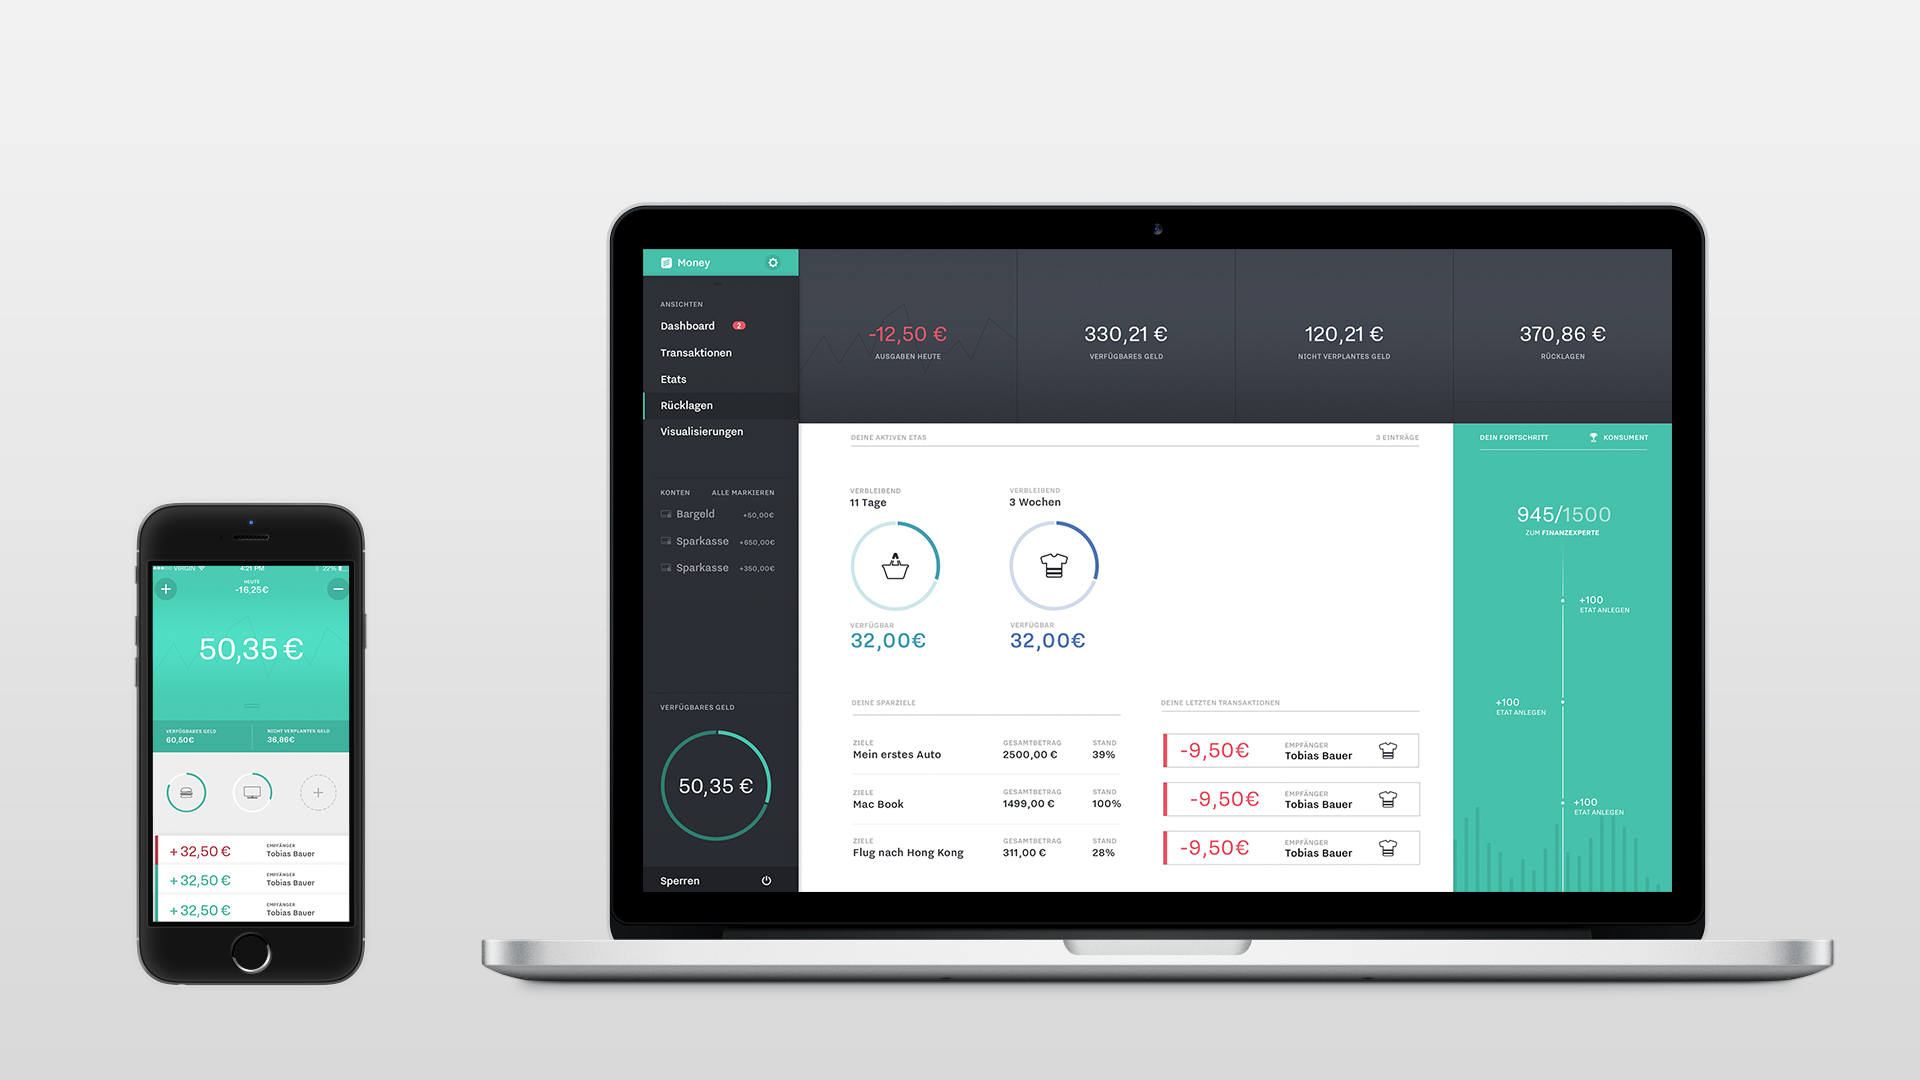 VIRGIN
4:21 PM
22%
HEUTE
-16,25€
50,35 €
VERFÜGBARES GELD
60,50€
NICHT VERPLANTES GELD
36,86€
+32,50 €
EMPFÄNGER
Tobias Bauer
+32,50 €
EMPFÄNGER
Tobias Bauer
+32,50 €
EMPFÄNGER
Tobias Bauer
Money
ANSICHTEN
Dashboard 2
Transaktionen
Etats
Rücklagen
Visualisierungen
KONTEN ALLE MARKIEREN
Bargeld +50,00€
Sparkasse +650,00€
Sparkasse +350,00€
VERFÜGBARES GELD
50,35 €
Sperren
-12,50 €
AUSGABEN HEUTE
330,21 €
VERFÜGBARES GELD
120,21 €
NICHT VERPLANTES GELD
370,86 €
RÜCKLAGEN
DEINE AKTIVEN ETAS 3 EINTRÄGE
VERBLEIBEND
11 Tage
VERFÜGBAR
32,00€
VERBLEIBEND
3 Wochen
VERFÜGBAR
32,00€
DEINE SPARZIELE
ZIELE GESAMTBETRAG STAND
Mein erstes Auto 2500,00 € 39%
ZIELE GESAMTBETRAG STAND
Mac Book 1499,00 € 100%
ZIELE GESAMTBETRAG STAND
Flug nach Hong Kong 311,00 € 28%
DEINE LETZTEN TRANSAKTIONEN
-9,50€
EMPFÄNGER
Tobias Bauer
-9,50€
EMPFÄNGER
Tobias Bauer
-9,50€
EMPFÄNGER
Tobias Bauer
DEIN FORTSCHRITT KONSUMENT
945/1500
ZUM FINANZEXPERTE
+100
ETAT ANLEGEN
+100
ETAT ANLEGEN
+100
ETAT ANLEGEN